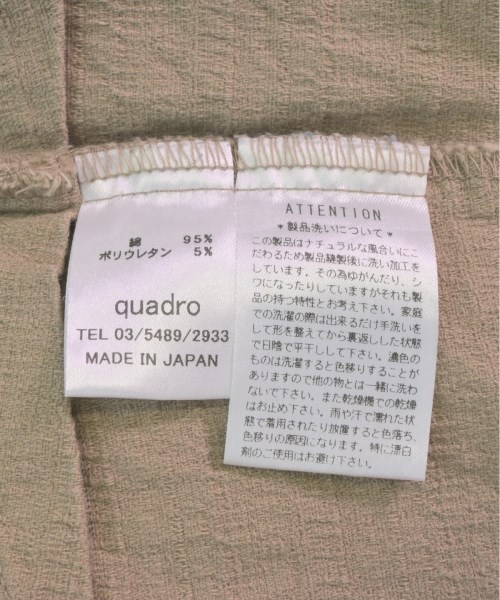 綿 95%
ポリウレタン 5%
quadro
TEL 03/5489/2933
MADE IN JAPAN
ATTENTION
*製品洗いについて*
この製品はナチュラルな風合いにこ
だわるため製品縫製後に洗い加工を
しています。その為ゆがんだり、シ
ワになったりしていますがそれも製
品の持つ特性とお考え下さい。家庭
での洗濯の際は出来るだけ手洗いを
して形を整えてから裏返しした状態
で日陰で平干しして下さい。濃色の
ものは洗濯すると色移りすることが
ありますので他の物とは一緒に洗わ
ないで下さい。また乾燥機での乾燥
はお止め下さい。雨や汗で濡れた状
態で着用されたり放置すると色落ち、
色移りの原因になります。特に漂白
剤のご使用はお避け下さい。